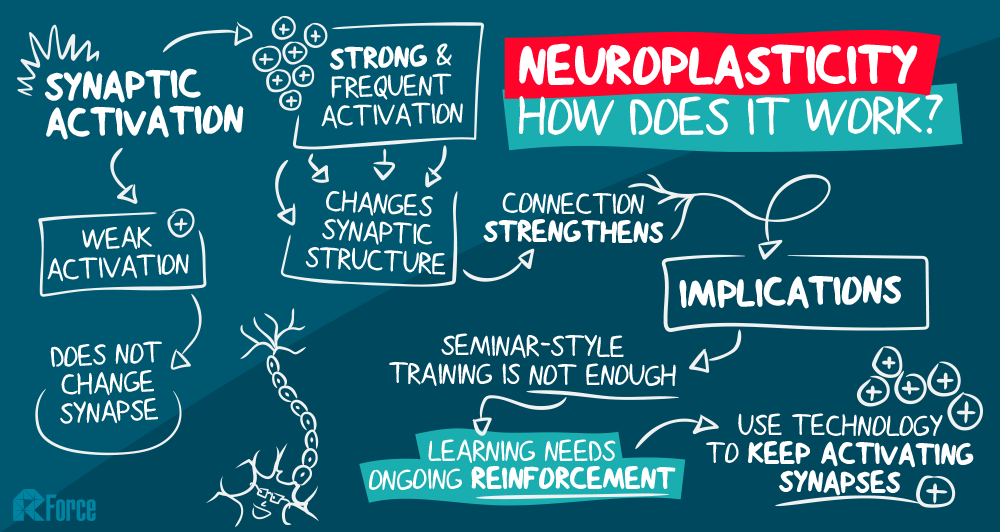 NEUROPLASTICITY
HOW DOES IT WORK?
SYNAPTIC
ACTIVATION
STRONG &
FREQUENT
ACTIVATION
WEAK
ACTIVATION
DOES NOT
CHANGE
SYNAPSE
CHANGES
SYNAPTIC
STRUCTURE
CONNECTION
STRENGTHENS
IMPLICATIONS
SEMINAR-STYLE
TRAINING IS NOT ENOUGH
LEARNING NEEDS
ONGOING REINFORCEMENT
USE TECHNOLOGY
TO KEEP ACTIVATING
SYNAPSES
RForce